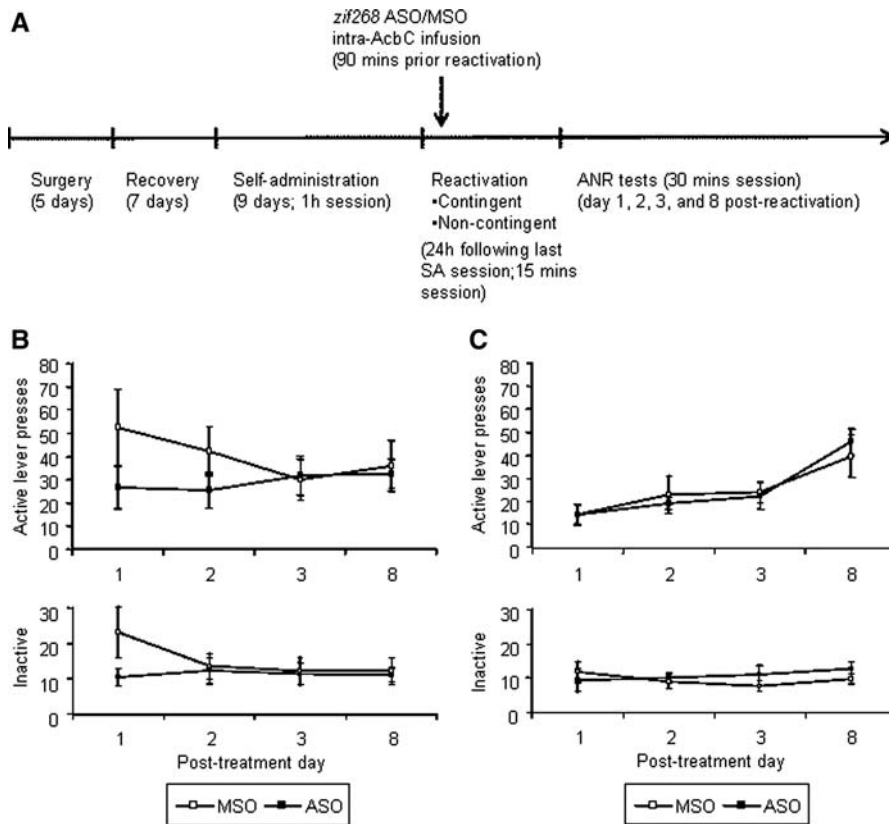 A
zif268 ASO/MSO
intra-AcbC infusion
(90 mins prior reactivation)
Surgery
(5 days)
Recovery
(7 days)
Self-administration
(9 days; 1h session)
Reactivation
▪Contingent
▪Non-contingent
(24h following last
SA session;15 mins
session)
ANR tests (30 mins session)
(day 1, 2, 3, and 8 post-reactivation)
B
Active lever presses
80
70
60
50
40
30
20
10
0
1 2 3 8
Inactive
30
20
10
0
1 2 3 8
Post-treatment day
MSO ASO
C
Active lever presses
80
70
60
50
40
30
20
10
0
1 2 3 8
Inactive
30
20
10
0
1 2 3 8
Post-treatment day
MSO ASO